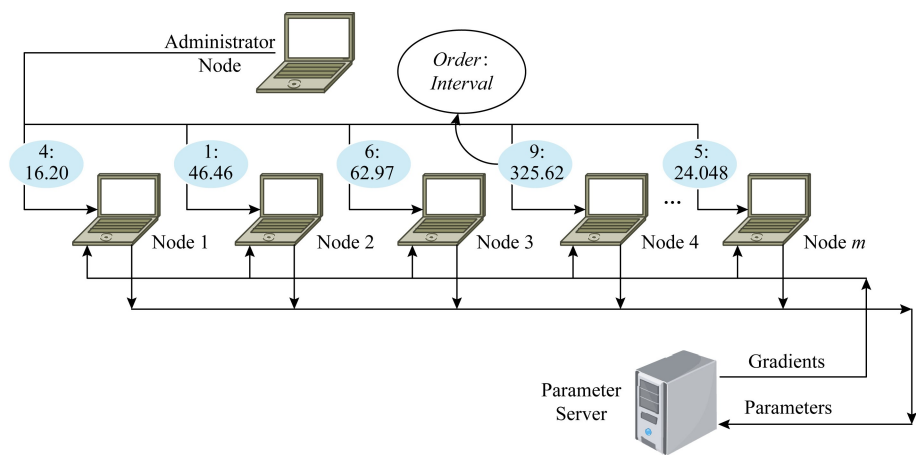 Administrator
Node
Order:
Interval
4:
16.20
1:
46.46
6:
62.97
9:
325.62
5:
24.048
...
Node 1
Node 2
Node 3
Node 4
Node m
Gradients
Parameter
Server
Parameters